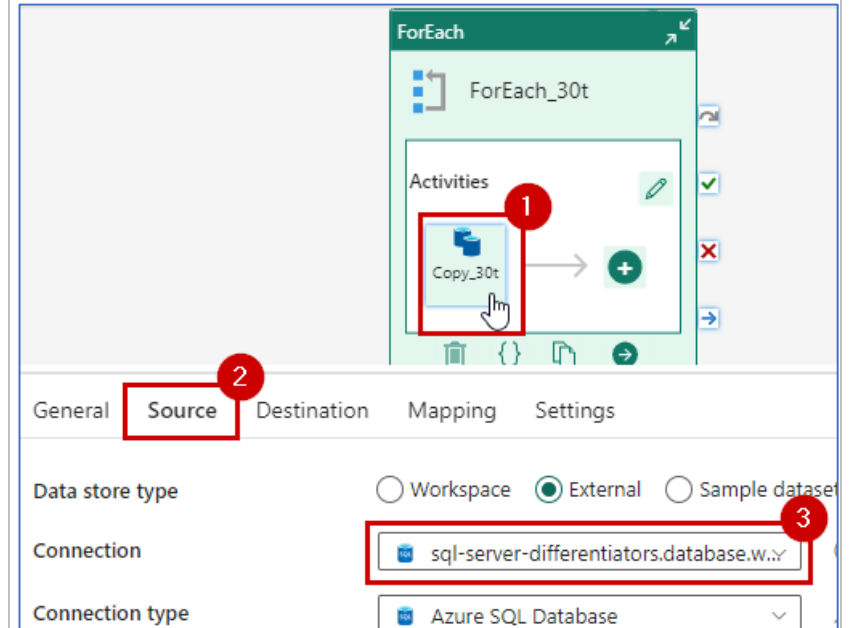 ForEach
ForEach_30t
Activities
1
Copy_30t
{}
2
General Source Destination Mapping Settings
Data store type Workspace External Sample dataset
3
Connection sql-server-differentiators.database.w...
Connection type Azure SQL Database